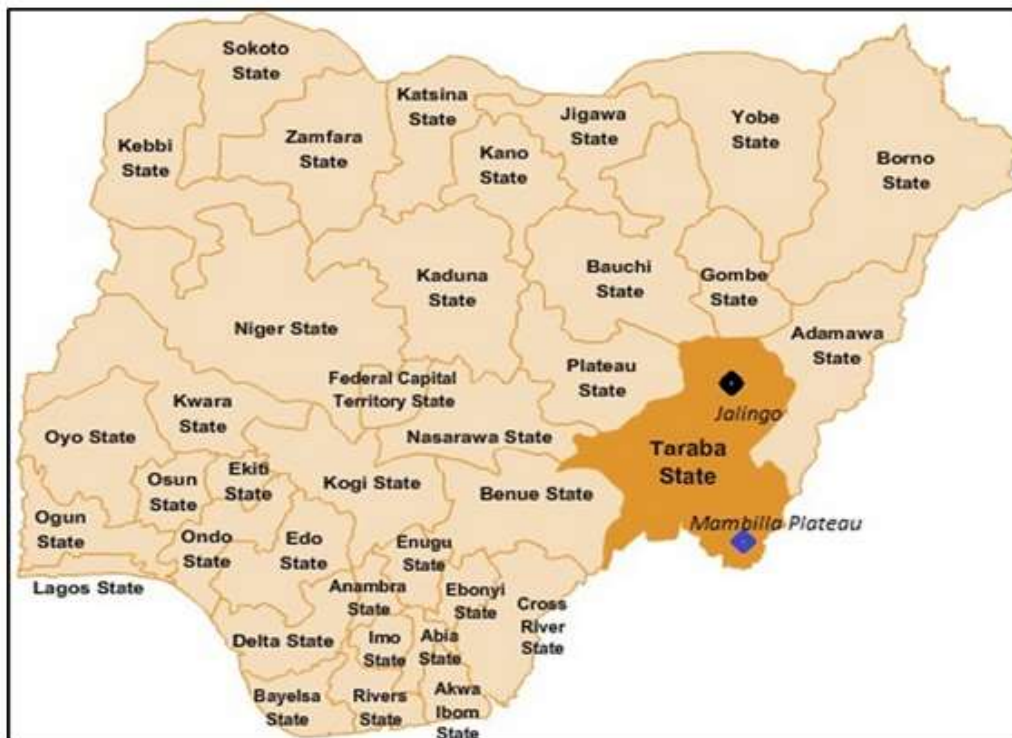 Sokoto
State
Katsina
State
Jigawa
State
Yobe
State
Kebbi
State
Zamfara
State
Kano
State
Borno
State
Kaduna
State
Bauchi
State
Gombe
State
Niger State
Adamawa
State
Plateau
State
Federal Capital
Territory State
Jalingo
Kwara
State
Oyo State
Nasarawa State
Taraba
State
Osun
State
Ekiti
State
Kogi State
Benue State
Ogun
State
Ondo
State
Edo
State
Enugu
State
Mambilla Plateau
Lagos State
Anambra
State
Ebonyi
State
Cross
River
State
Delta State
Imo
State
Abia
State
Bayelsa
State
Rivers
State
Akwa
Ibom
State